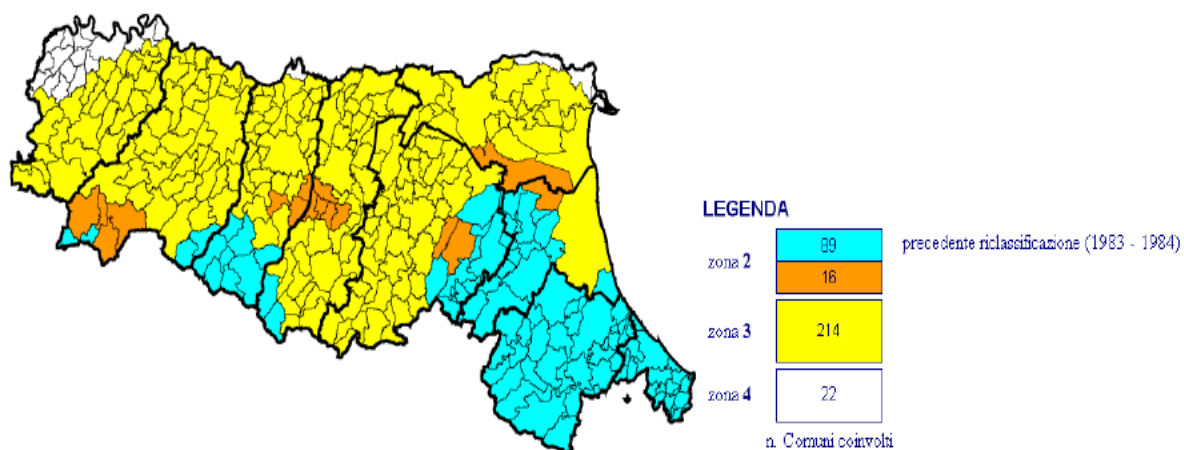 LEGENDA
zona 2
89
precedente riclassificazione (1983 - 1984)
16
zona 3
214
zona 4
22
n. Comuni coinvolti